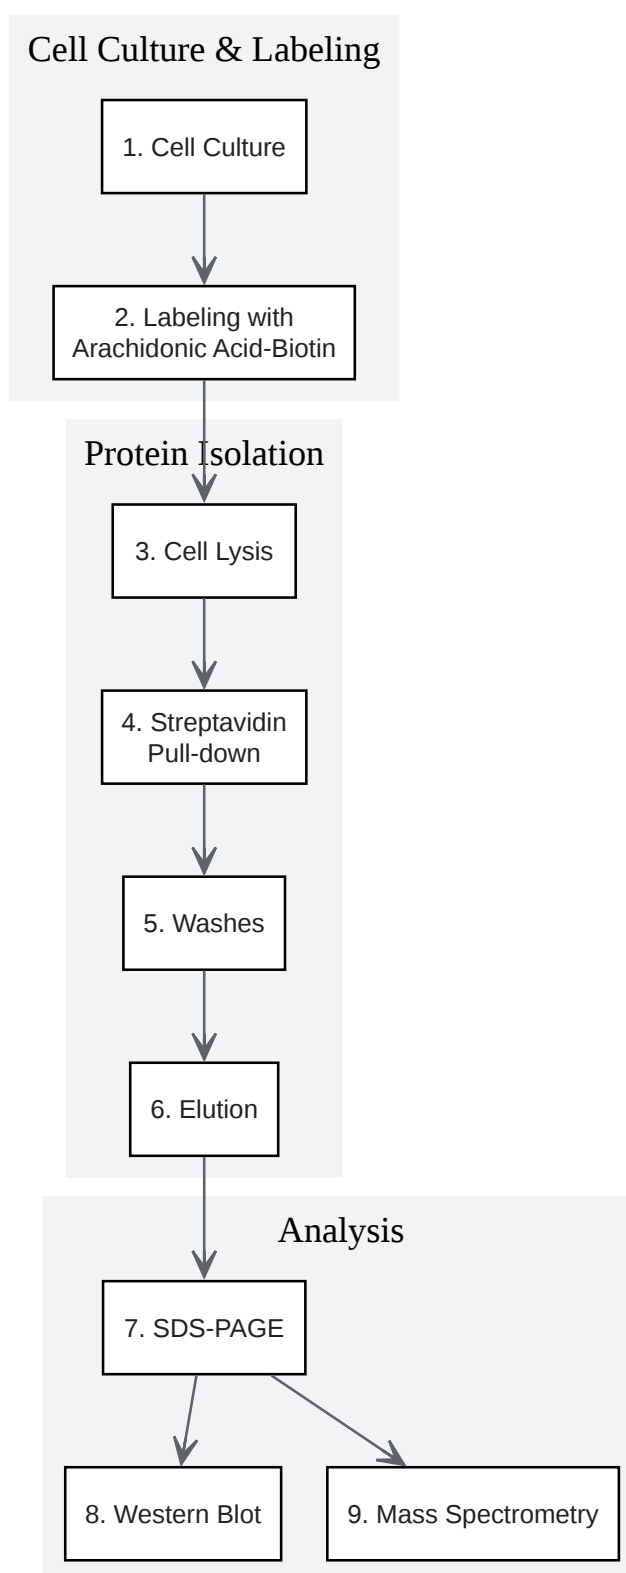 Cell Culture & Labeling
1. Cell Culture
2. Labeling with
Arachidonic Acid-Biotin
Protein Isolation
3. Cell Lysis
4. Streptavidin
Pull-down
5. Washes
6. Elution
Analysis
7. SDS-PAGE
8. Western Blot
9. Mass Spectrometry